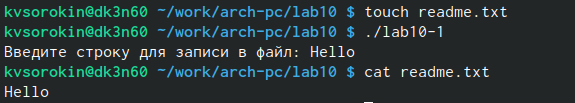 kvsorokin@dk3n60 ~/work/arch-pc/lab10 $ touch readme.txt
kvsorokin@dk3n60 ~/work/arch-pc/lab10 $ ./lab10-1
Введите строку для записи в файл: Hello
kvsorokin@dk3n60 ~/work/arch-pc/lab10 $ cat readme.txt
Hello